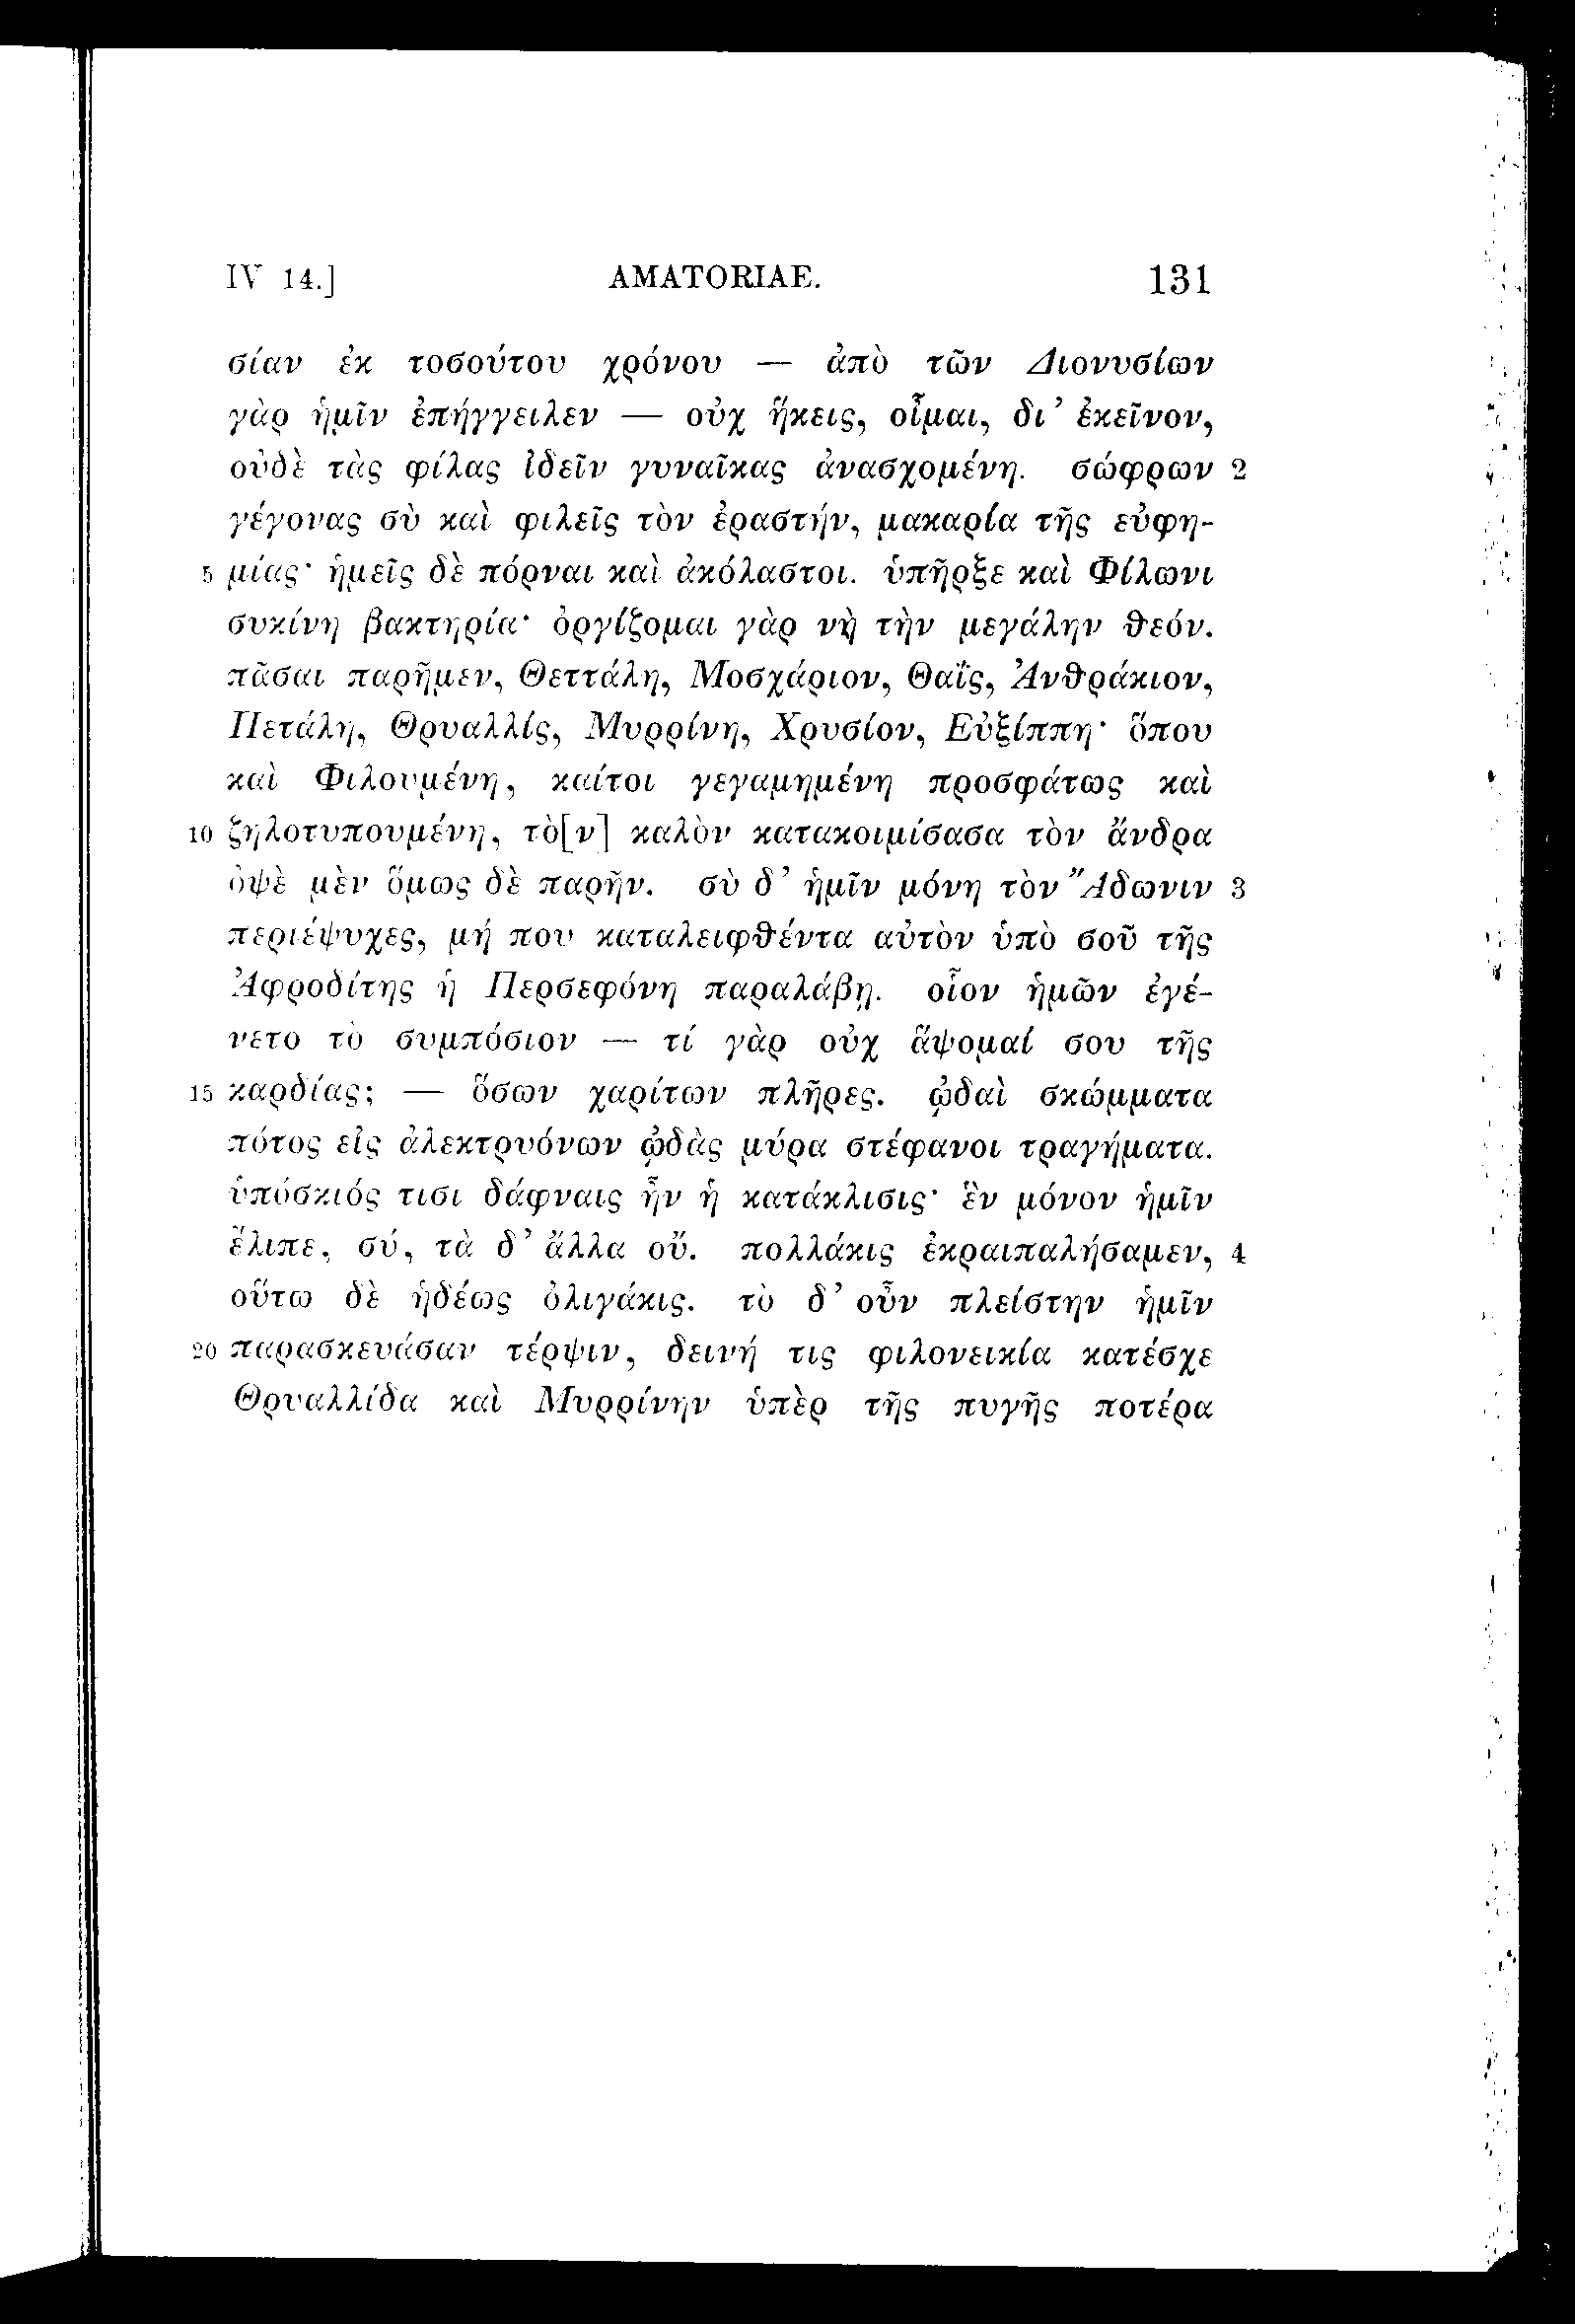 IV 14.] AMATORIAE. 131
σίαν ἐκ τοσούτου χρόνου — ἀπὸ τῶν Διονυσίων
γὰρ ἡμῖν ἐπήγγειλεν — οὐχ ἥκεις, οἶμαι, δι᾽ ἐκεῖνον,
οὐδὲ τὰς φίλας ἰδεῖν γυναῖκας ἀνασχομένη. σώφρων 2
γέγονας σὺ καὶ φιλεῖς τὸν ἐραστήν, μακαρία τῆς εὐφη-
5 μίας· ἡμεῖς δὲ πόρναι καὶ ἀκόλαστοι. ὑπῆρξε καὶ Φίλωνι
συκίνη βακτηρία· ὀργίζομαι γὰρ νὴ τὴν μεγάλην θεόν.
πᾶσαι παρῆμεν, Θεττάλη, Μοσχάριον, Θαΐς, Ἀνθράκιον,
Πετάλη, Θρυαλλίς, Μυρρίνη, Χρυσίον, Εὐξίππη· ὅπου
καὶ Φιλουμένη, καίτοι γεγαμημένη προσφάτως καὶ
10 ζηλοτυπουμένη, τὸ[ν] καλὸν κατακοιμίσασα τὸν ἄνδρα
ὀψὲ μὲν ὅμως δὲ παρῆν. σὺ δ᾽ ἡμῖν μόνη τὸν Ἄδωνιν 3
περιέψυχες, μή που καταλειφθέντα αὐτὸν ὑπὸ σοῦ τῆς
Ἀφροδίτης ἡ Περσεφόνη παραλάβῃ. οἷον ἡμῶν ἐγέ-
νετο τὸ συμπόσιον — τί γὰρ οὐχ ἅψομαί σου τῆς
15 καρδίας; — ὅσων χαρίτων πλῆρες. ᾠδαὶ σκώμματα
πότος εἰς ἀλεκτρυόνων ᾠδὰς μύρα στέφανοι τραγήματα.
ὑπόσκιός τισι δάφναις ἦν ἡ κατάκλισις· ἓν μόνον ἡμῖν
ἔλιπε, σύ, τὰ δ᾽ ἄλλα οὔ. πολλάκις ἐκραιπαλήσαμεν, 4
οὕτω δὲ ἡδέως ὀλιγάκις. τὸ δ᾽ οὖν πλείστην ἡμῖν
20 παρασκευάσαν τέρψιν, δεινή τις φιλονεικία κατέσχε
Θρυαλλίδα καὶ Μυρρίνην ὑπὲρ τῆς πυγῆς ποτέρα